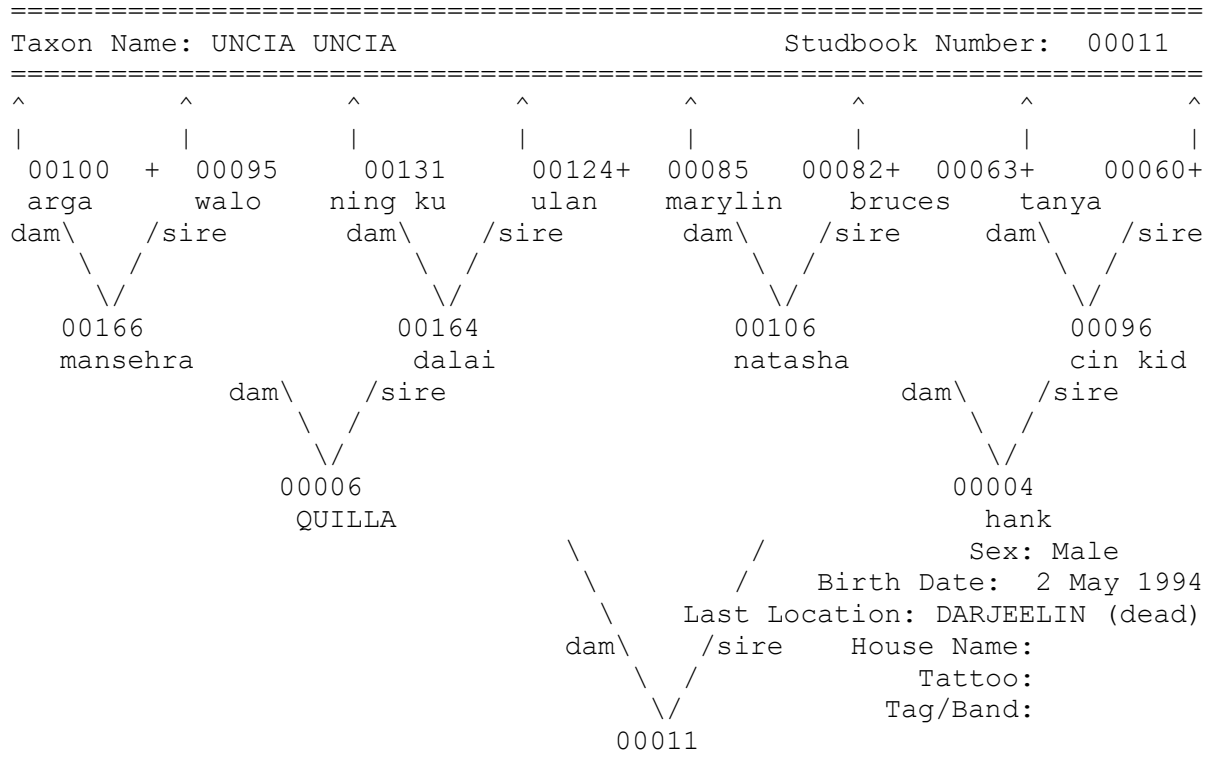 =======================================================================
Taxon Name: UNCIA UNCIA                       Studbook Number:  00011
=======================================================================
^         ^         ^         ^         ^         ^         ^         ^
|         |         |         |         |         |         |         |
 00100  +  00095     00131     00124+  00085   00082+  00063+    00060+
 arga      walo    ning ku    ulan    marylin   bruces    tanya
dam\    /sire       dam\    /sire       dam\    /sire    dam\    /sire
    \  /                \  /                \  /              \  /
     \/                  \/                  \/                \/
   00166               00164               00106               00096
   mansehra             dalai              natasha             cin kid
             dam\    /sire                           dam\    /sire
                 \  /                                    \  /
                  \/                                      \/
                00006                                   00004
                 QUILLA                                   hank
                                 \          /            Sex: Male
                                  \        /    Birth Date:  2 May 1994
                                   \    Last Location: DARJEELIN (dead)
                                 dam\    /sire    House Name:
                                     \  /             Tattoo:
                                      \/            Tag/Band:
                                    00011